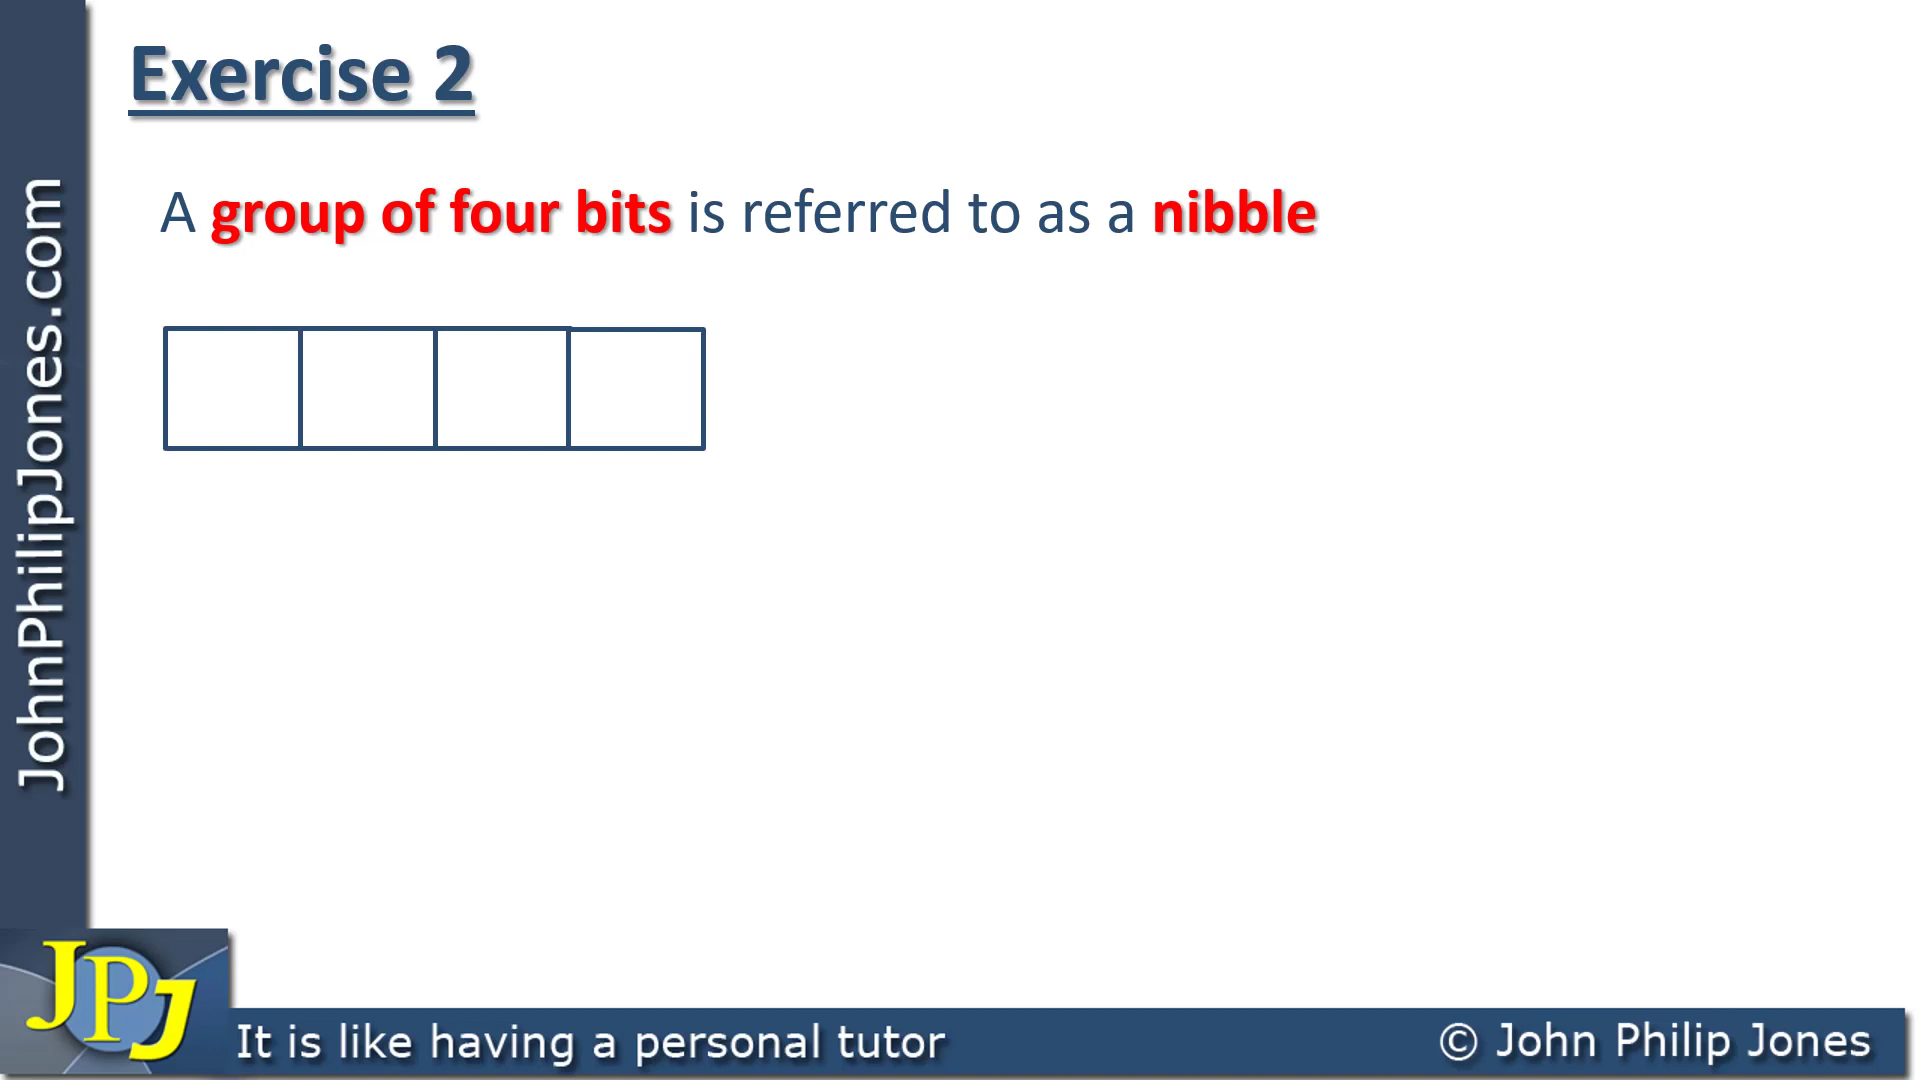 Exercise 2
A group of four bits is referred to as a nibble
JohnPhilipJones.com
JPJ
It is like having a personal tutor
© John Philip Jones